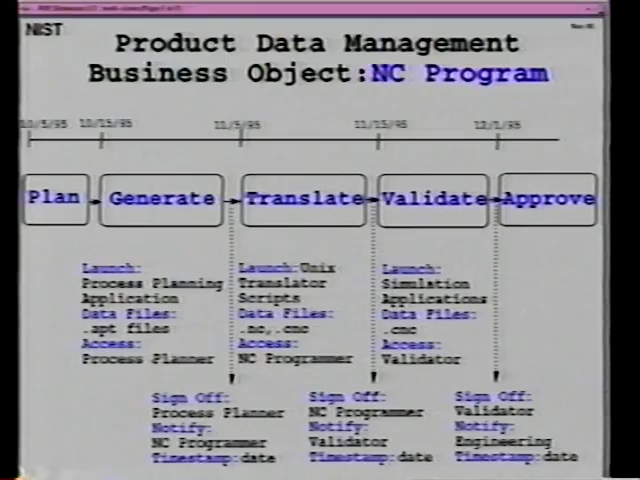 NIST
Product Data Management
Business Object:NC Program
10/5/95 10/15/95 11/5/95 11/15/95 12/1/95
Plan Generate Translate Validate Approve
Launch:
Process Planning
Application
Data Files:
.apt files
Access:
Process Planner
Launch:Unix
Translator
Scripts
Data Files:
.nc,.cnc
Access:
NC Programmer
Launch:
Simulation
Applications
Data Files:
.cnc
Access:
Validator
Sign Off:
Process Planner
Notify:
NC Programmer
Timestamp:date
Sign Off:
NC Programmer
Notify:
Validator
Timestamp:date
Sign Off:
Validator
Notify:
Engineering
Timestamp:date